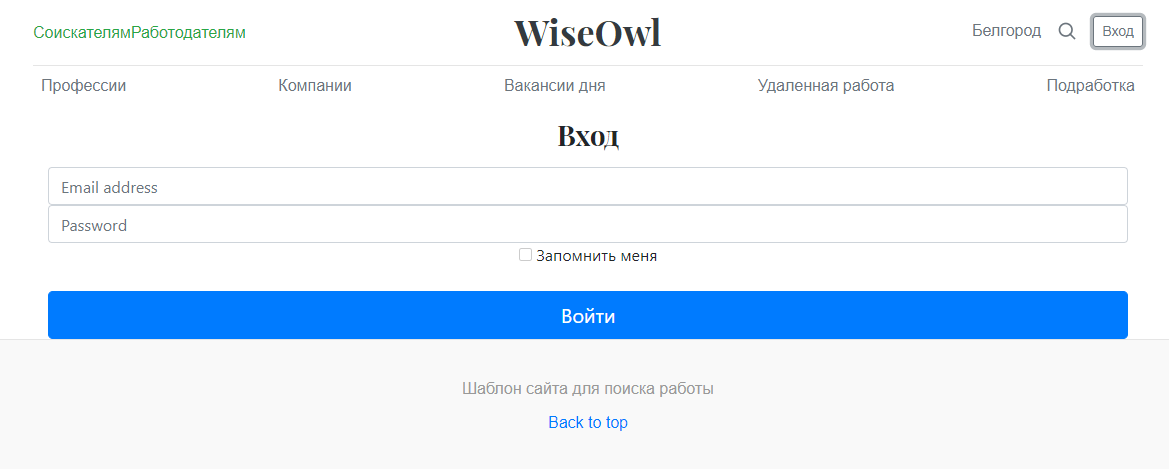 СоискателямРаботодателям WiseOwl Белгород Вход
Профессии Компании Вакансии дня Удаленная работа Подработка
Вход
Email address
Password
Запомнить меня
Войти
Шаблон сайта для поиска работы
Back to top